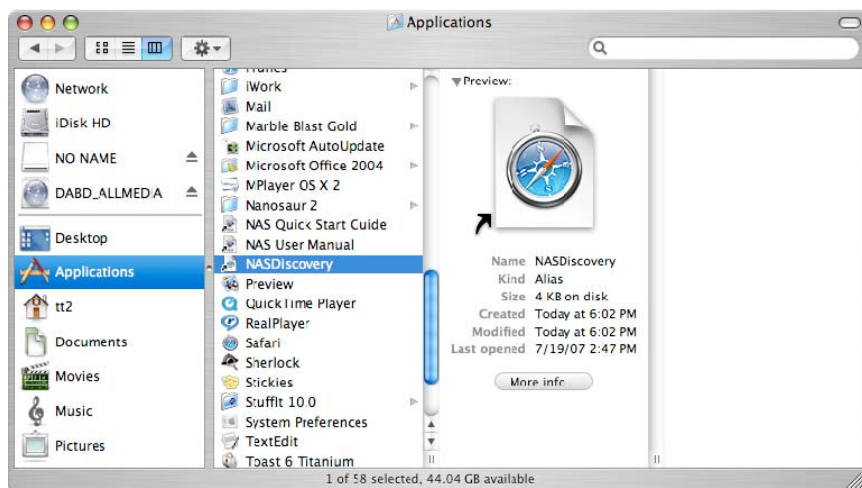 Applications
Network
iDisk HD
NO NAME
DABD_ALLMEDIA
Desktop
Applications
tt2
Documents
Movies
Music
Pictures
iTunes
iWork
Mail
Marble Blast Gold
Microsoft AutoUpdate
Microsoft Office 2004
MPlayer OS X 2
Nanosaur 2
NAS Quick Start Guide
NAS User Manual
NASDiscovery
Preview
QuickTime Player
RealPlayer
Safari
Sherlock
Stickies
StuffIt 10.0
System Preferences
TextEdit
Toast 6 Titanium
Preview:
Name NASDiscovery
Kind Alias
Size 4 KB on disk
Created Today at 6:02 PM
Modified Today at 6:02 PM
Last opened 7/19/07 2:47 PM
More info
1 of 58 selected, 44.04 GB available